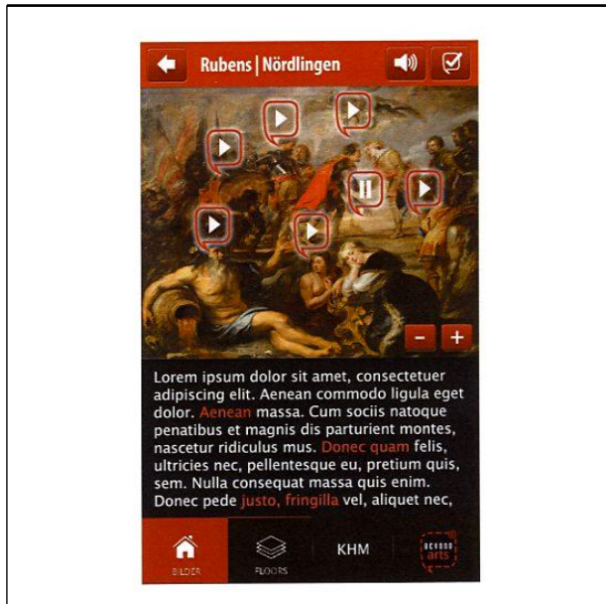 Rubens | Nördlingen
Lorem ipsum dolor sit amet, consectetuer
adipiscing elit. Aenean commodo ligula eget
dolor. Aenean massa. Cum sociis natoque
penatibus et magnis dis parturient montes,
nascetur ridiculus mus. Donec quam felis,
ultricies nec, pellentesque eu, pretium quis,
sem. Nulla consequat massa quis enim.
Donec pede justo, fringilla vel, aliquet nec,
BILDER
FLOORS
KHM
BEYOND
arts